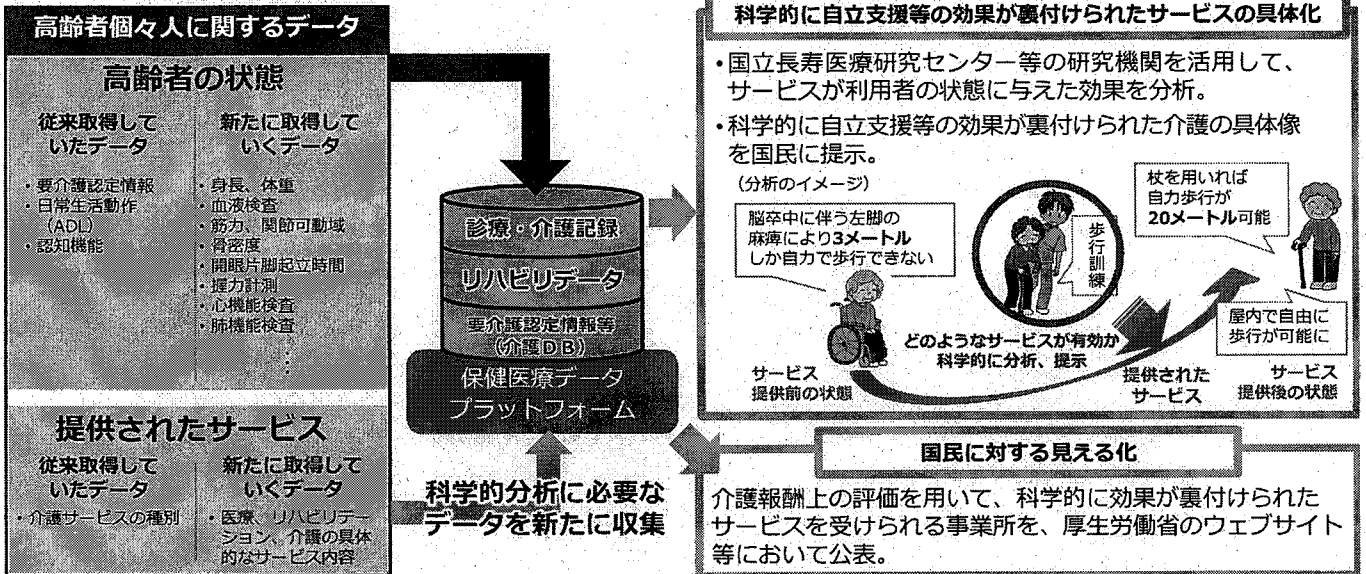 高齢者個々人に関するデータ
高齢者の状態
従来取得して
いたデータ
・要介護認定情報
・日常生活動作
（ADL）
・認知機能
新たに取得して
いくデータ
・身長、体重
・血液検査
・筋力、関節可動域
・骨密度
・開眼片脚起立時間
・握力計測
・心機能検査
・肺機能検査
提供されたサービス
従来取得して
いたデータ
・介護サービスの種別
新たに取得して
いくデータ
・医療、リハビリテー
ション、介護の具体
的なサービス内容
診療・介護記録
リハビリデータ
要介護認定情報等
（介護ＤＢ）
保健医療データ
プラットフォーム
科学的分析に必要な
データを新たに収集
科学的に自立支援等の効果が裏付けられたサービスの具体化
・国立長寿医療研究センター等の研究機関を活用して、
サービスが利用者の状態に与えた効果を分析。
・科学的に自立支援等の効果が裏付けられた介護の具体像
を国民に提示。
（分析のイメージ）
脳卒中に伴う左脚の
麻痺により3メートル
しか自力で歩行できない
歩行訓練
杖を用いれば
自力歩行が
20メートル可能
屋内で自由に
歩行が可能に
どのようなサービスが有効か
科学的に分析、提示
サービス
提供前の状態
提供された
サービス
サービス
提供後の状態
国民に対する見える化
介護報酬上の評価を用いて、科学的に効果が裏付けられた
サービスを受けられる事業所を、厚生労働省のウェブサイト
等において公表。